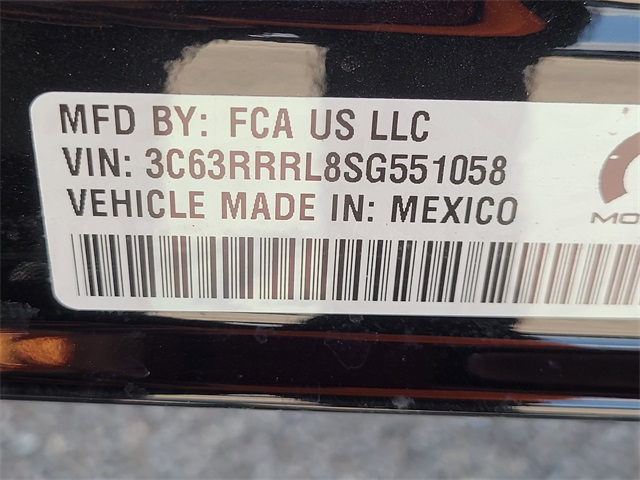 MFD BY: FCA US LLC
VIN: 3C63RRRL8SG551058
VEHICLE MADE IN: MEXICO